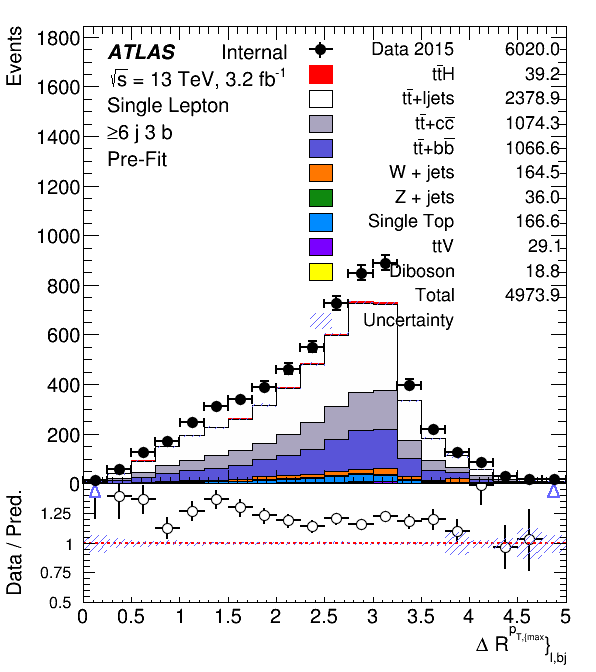 ATLAS Internal
√s = 13 TeV, 3.2 fb-1
Single Lepton
≥6 j 3 b
Pre-Fit
Data 2015 6020.0
tt̄H 39.2
tt̄+ljets 2378.9
tt̄+cc̄ 1074.3
tt̄+bb̄ 1066.6
W + jets 164.5
Z + jets 36.0
Single Top 166.6
ttV 29.1
Diboson 18.8
Total 4973.9
Uncertainty
Events
1800
1600
1400
1200
1000
800
600
400
200
0
Data / Pred.
1.25
1
0.75
0.5
0 0.5 1 1.5 2 2.5 3 3.5 4 4.5 5
Δ R^{p_{T,{max}}}_{l,bj}